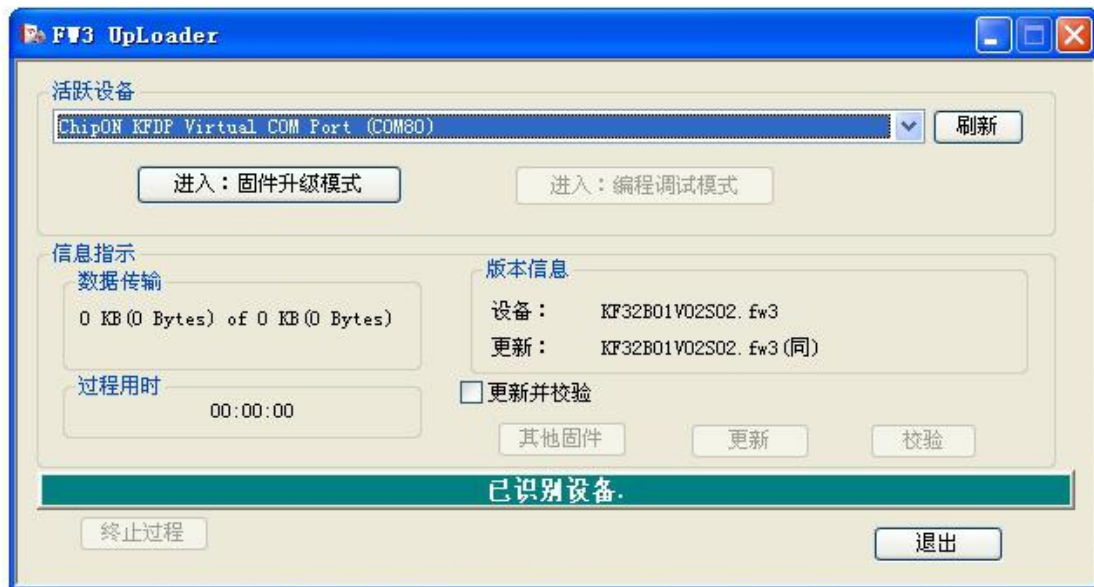 FW3 UpLoader
活跃设备
ChipON KFDP Virtual COM Port (COM80)
刷新
进入：固件升级模式
进入：编程调试模式
信息指示
数据传输
0 KB(0 Bytes) of 0 KB(0 Bytes)
版本信息
设备： KF32B01V02S02.fw3
更新： KF32B01V02S02.fw3(同)
过程用时
00:00:00
更新并校验
其他固件 更新 校验
已识别设备.
终止过程
退出